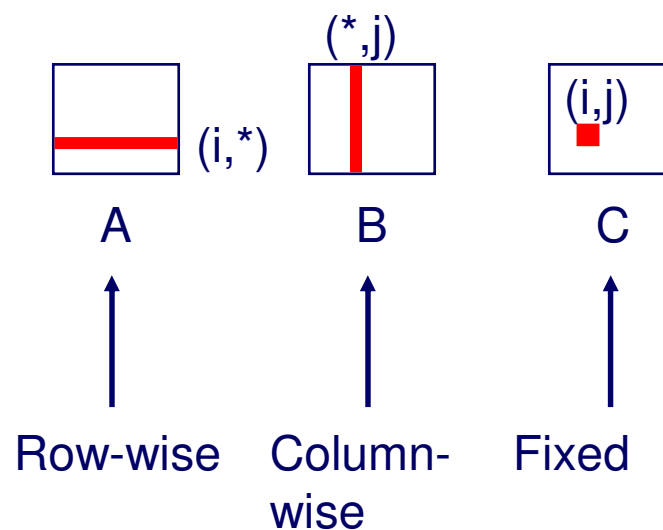 (*,j)
(i,*)
(i,j)
A B C
Row-wise Column- Fixed
wise